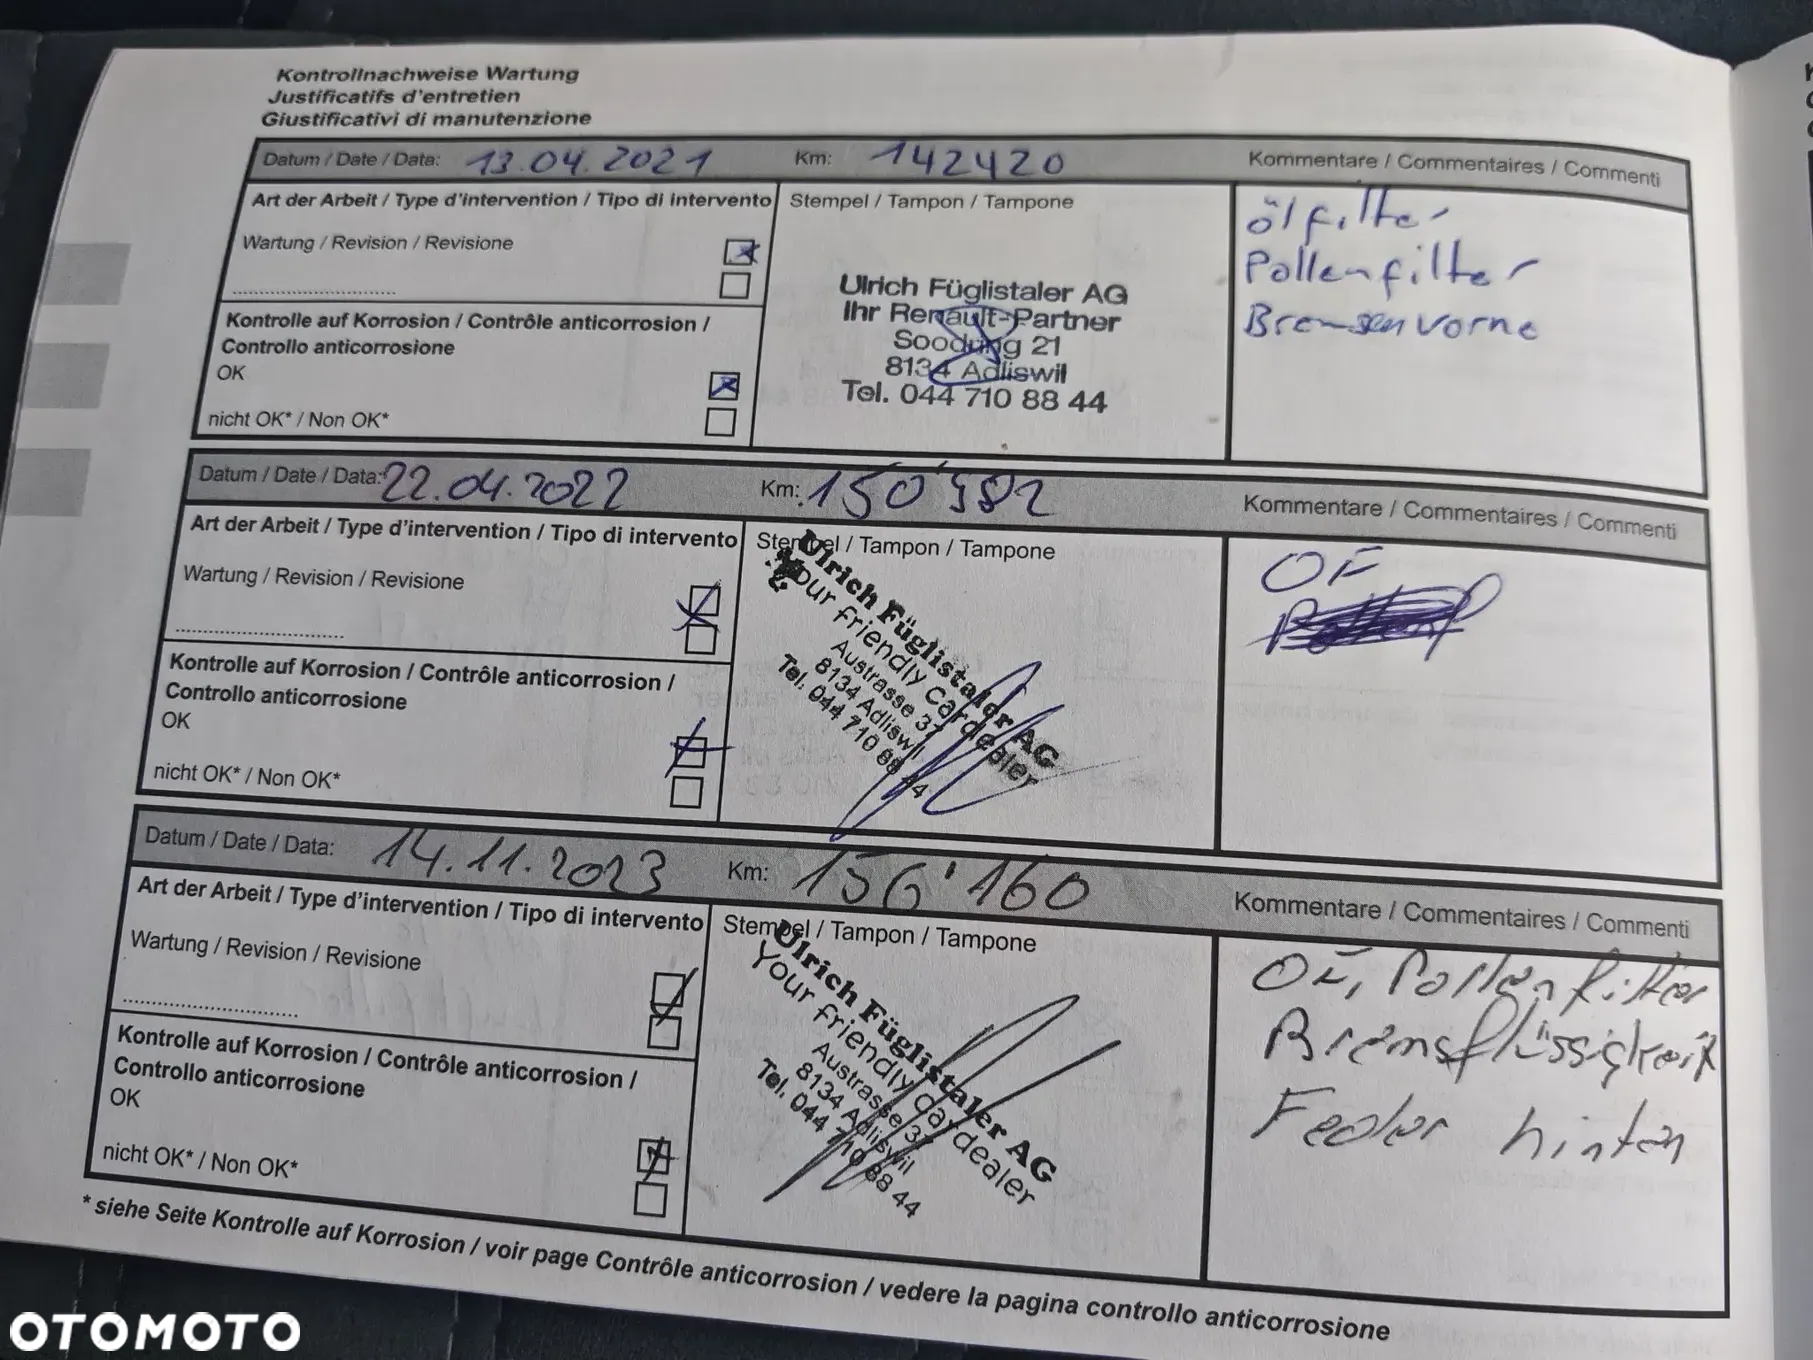 Kontrollnachweise Wartung
Justificatifs d'entretien
Giustificativi di manutenzione
Datum / Date / Data: 13.04.2021 Km: 142420 Kommentare / Commentaires / Commenti
Art der Arbeit / Type d'intervention / Tipo di intervento
Stempel / Tampon / Tampone
Wartung / Revision / Revisione
Kontrolle auf Korrosion / Contrôle anticorrosion /
Controllo anticorrosione
OK
nicht OK* / Non OK*
Ulrich Füglistaler AG
Ihr Renault-Partner
Soodring 21
8134 Adliswil
Tel. 044 710 88 44
ölfilter
Pollenfilter
Bremsen vorne
Datum / Date / Data: 22.04.2022 Km: 150'982 Kommentare / Commentaires / Commenti
Art der Arbeit / Type d'intervention / Tipo di intervento
Stempel / Tampon / Tampone
Wartung / Revision / Revisione
Kontrolle auf Korrosion / Contrôle anticorrosion /
Controllo anticorrosione
OK
nicht OK* / Non OK*
Ulrich Füglistaler AG
Your friendly Cardealer
Austrasse 37
8134 Adliswil
Tel. 044 710 88 44
OF
Datum / Date / Data: 14.11.2023 Km: 156'160 Kommentare / Commentaires / Commenti
Art der Arbeit / Type d'intervention / Tipo di intervento
Stempel / Tampon / Tampone
Wartung / Revision / Revisione
Kontrolle auf Korrosion / Contrôle anticorrosion /
Controllo anticorrosione
OK
nicht OK* / Non OK*
Ulrich Füglistaler AG
Your friendly Cardealer
Austrasse 37
8134 Adliswil
Tel. 044 710 88 44
OF, Pollenfilter
Bremsflüssigkeit
Feder hinten
* siehe Seite Kontrolle auf Korrosion / voir page Contrôle anticorrosion / vedere la pagina controllo anticorrosione
OTOMOTO